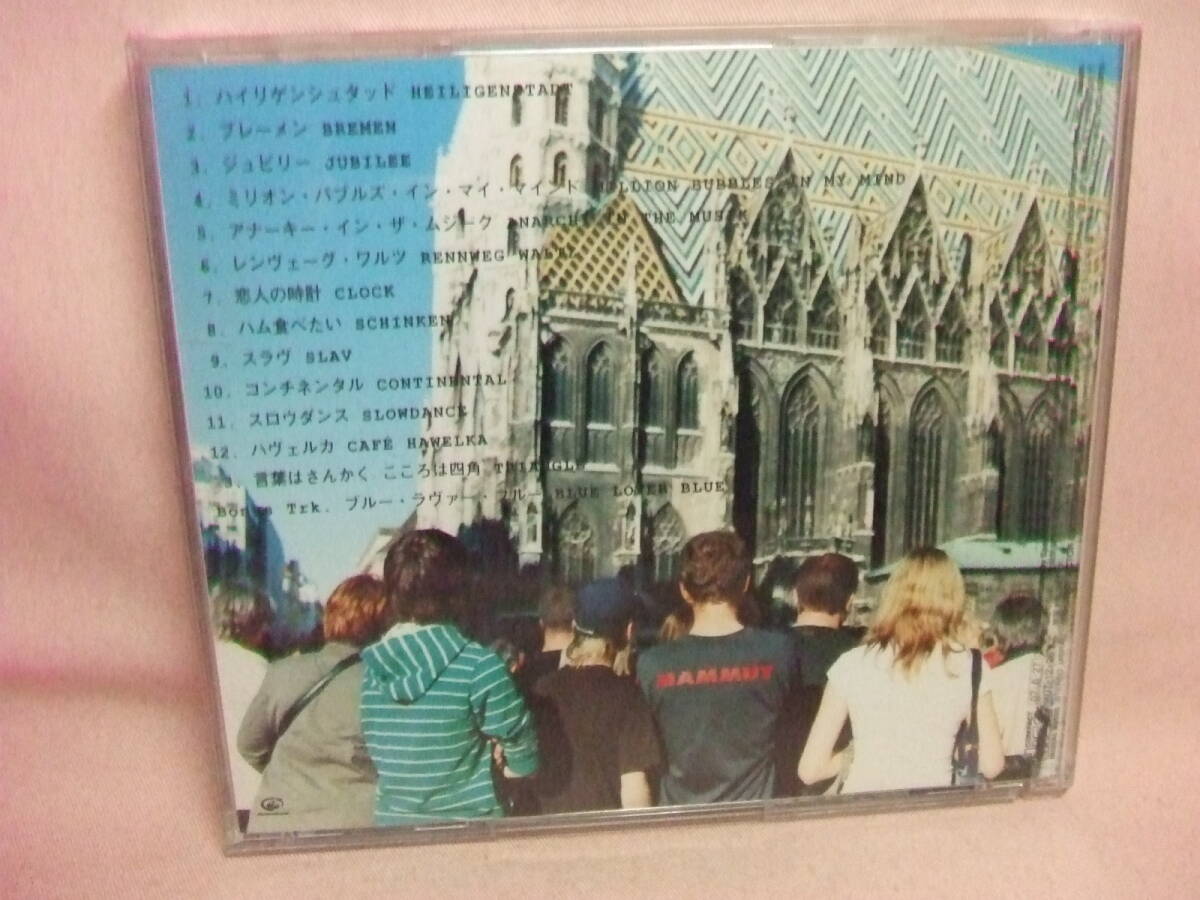 1. ハイリゲンシュタッド HEILIGENSTADT
2. ブレーメン BREMEN
3. ジュビリー JUBILEE
4. ミリオン・バブルズ・イン・マイ・マインド MILLION BUBBLES IN MY MIND
5. アナーキー・イン・ザ・ムジーク ANARCHY IN THE MUSIK
6. レンヴェーグ・ワルツ RENNWEG WALTZ
7. 恋人の時計 CLOCK
8. ハム食べたい SCHINKEN
9. スラヴ SLAV
10. コンチネンタル CONTINENTAL
11. スロウダンス SLOWDANCE
12. ハヴェルカ CAFÉ HAWELKA
3. 言葉はさんかく こころは四角 TRIANGLE
Bonus Trk. ブルー・ラヴァー・ブルー BLUE LOVER BLUE
MAMMUT